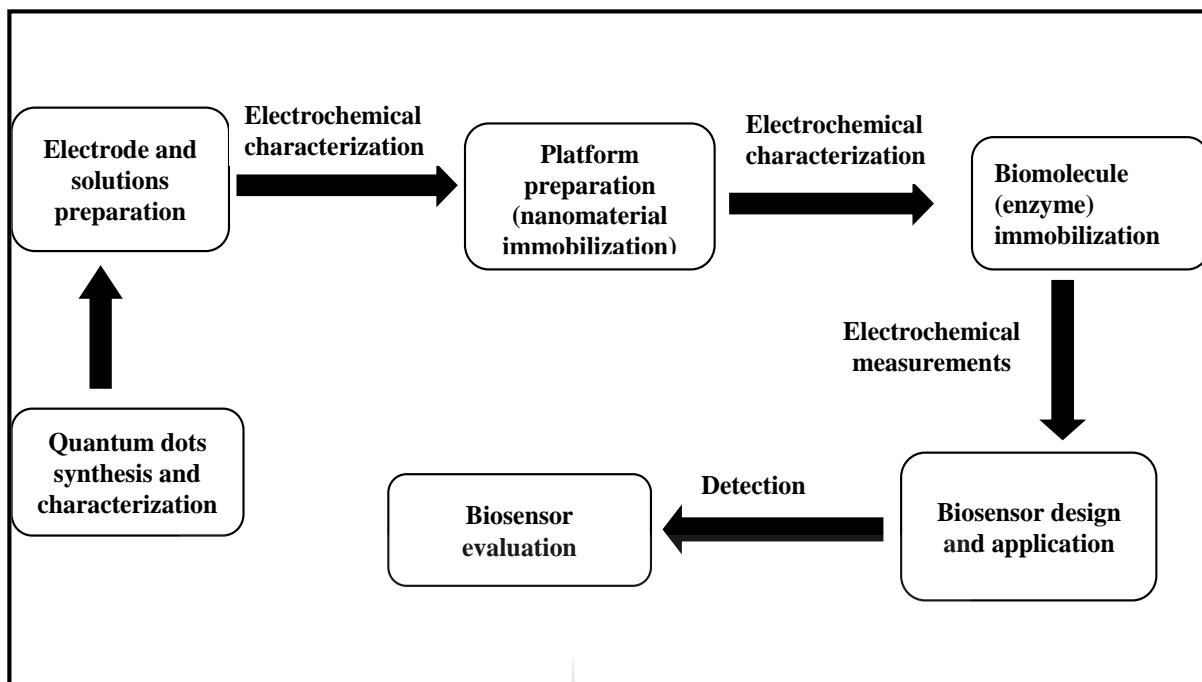 Electrode and
solutions
preparation
Electrochemical
characterization
Platform
preparation
(nanomaterial
immobilization)
Electrochemical
characterization
Biomolecule
(enzyme)
immobilization
Electrochemical
measurements
Quantum dots
synthesis and
characterization
Biosensor
evaluation
Detection
Biosensor design
and application